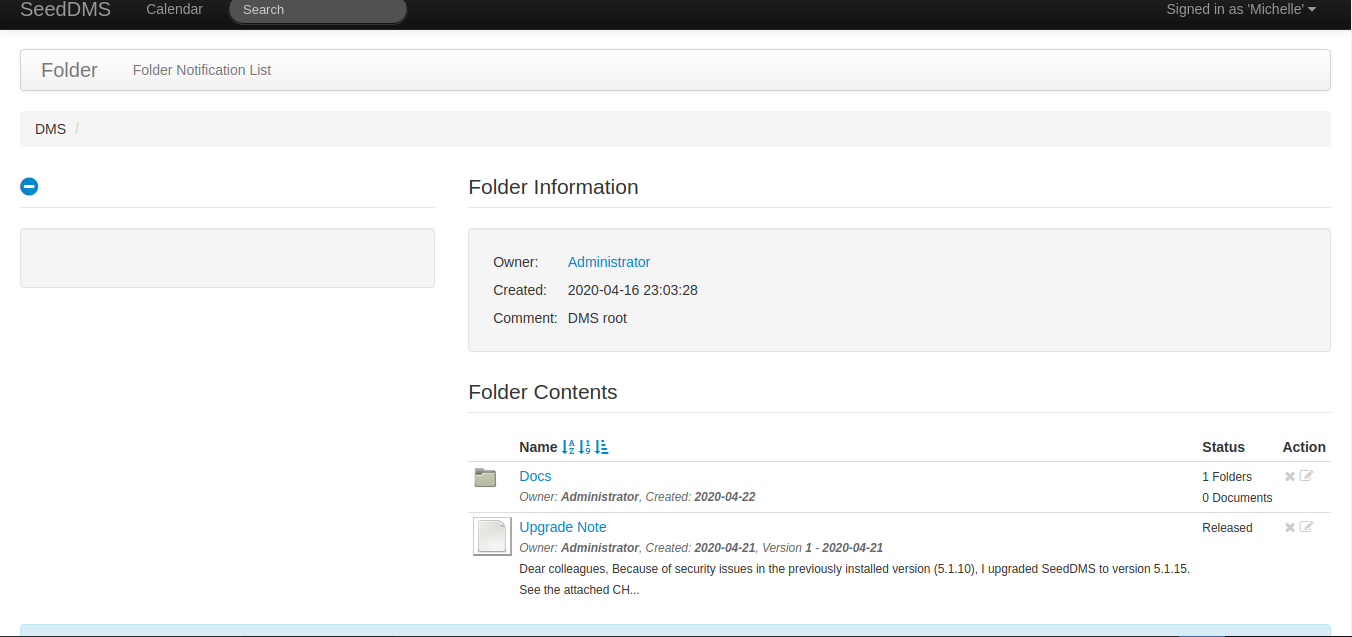 SeedDMS Calendar Search Signed in as 'Michelle'
Folder Folder Notification List
DMS /
Folder Information
Owner: Administrator
Created: 2020-04-16 23:03:28
Comment: DMS root
Folder Contents
Name Status Action
Docs 1 Folders
Owner: Administrator, Created: 2020-04-22 0 Documents
Upgrade Note Released
Owner: Administrator, Created: 2020-04-21, Version 1 - 2020-04-21
Dear colleagues, Because of security issues in the previously installed version (5.1.10), I upgraded SeedDMS to version 5.1.15.
See the attached CH...